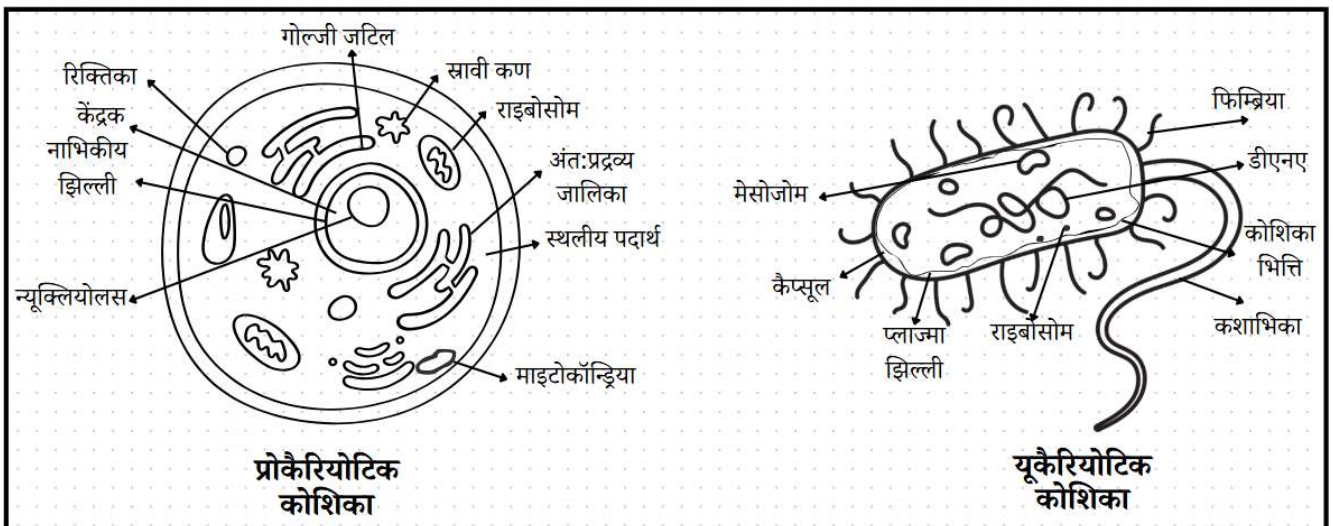 गोल्जी जटिल
रिक्तिका
स्रावी कण
केंद्रक
राइबोसोम
नाभिकीय
झिल्ली
अंत:प्रद्रव्य
जालिका
स्थलीय पदार्थ
न्यूक्लियोलस
माइटोकॉन्ड्रिया
प्रोकैरियोटिक
कोशिका
फिम्ब्रिया
डीएनए
मेसोजोम
कोशिका
भित्ति
कैप्सूल
कशाभिका
प्लाज्मा
झिल्ली
राइबोसोम
यूकैरियोटिक
कोशिका